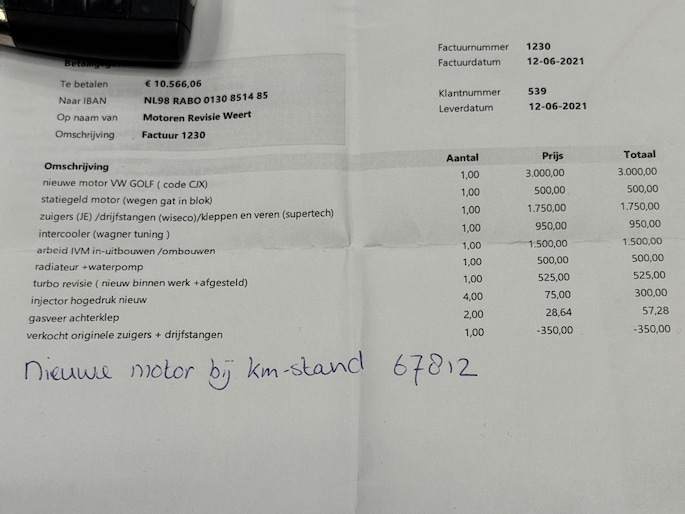 Factuurnummer 1230
Factuurdatum 12-06-2021
Te betalen € 10.566,06
Naar IBAN NL98 RABO 0130 8514 85
Klantnummer 539
Op naam van Motoren Revisie Weert
Leverdatum 12-06-2021
Omschrijving Factuur 1230
Omschrijving Aantal Prijs Totaal
nieuwe motor VW GOLF ( code CJX) 1,00 3.000,00 3.000,00
statiegeld motor (wegen gat in blok) 1,00 500,00 500,00
zuigers (JE) /drijfstangen (wiseco)/kleppen en veren (supertech) 1,00 1.750,00 1.750,00
intercooler (wagner tuning ) 1,00 950,00 950,00
arbeid IVM in-uitbouwen /ombouwen 1,00 1.500,00 1.500,00
radiateur +waterpomp 1,00 500,00 500,00
turbo revisie ( nieuw binnen werk +afgesteld) 1,00 525,00 525,00
injector hogedruk nieuw 4,00 75,00 300,00
gasveer achterklep 2,00 28,64 57,28
verkocht originele zuigers + drijfstangen 1,00 -350,00 -350,00
nieuwe motor bij km-stand 67812